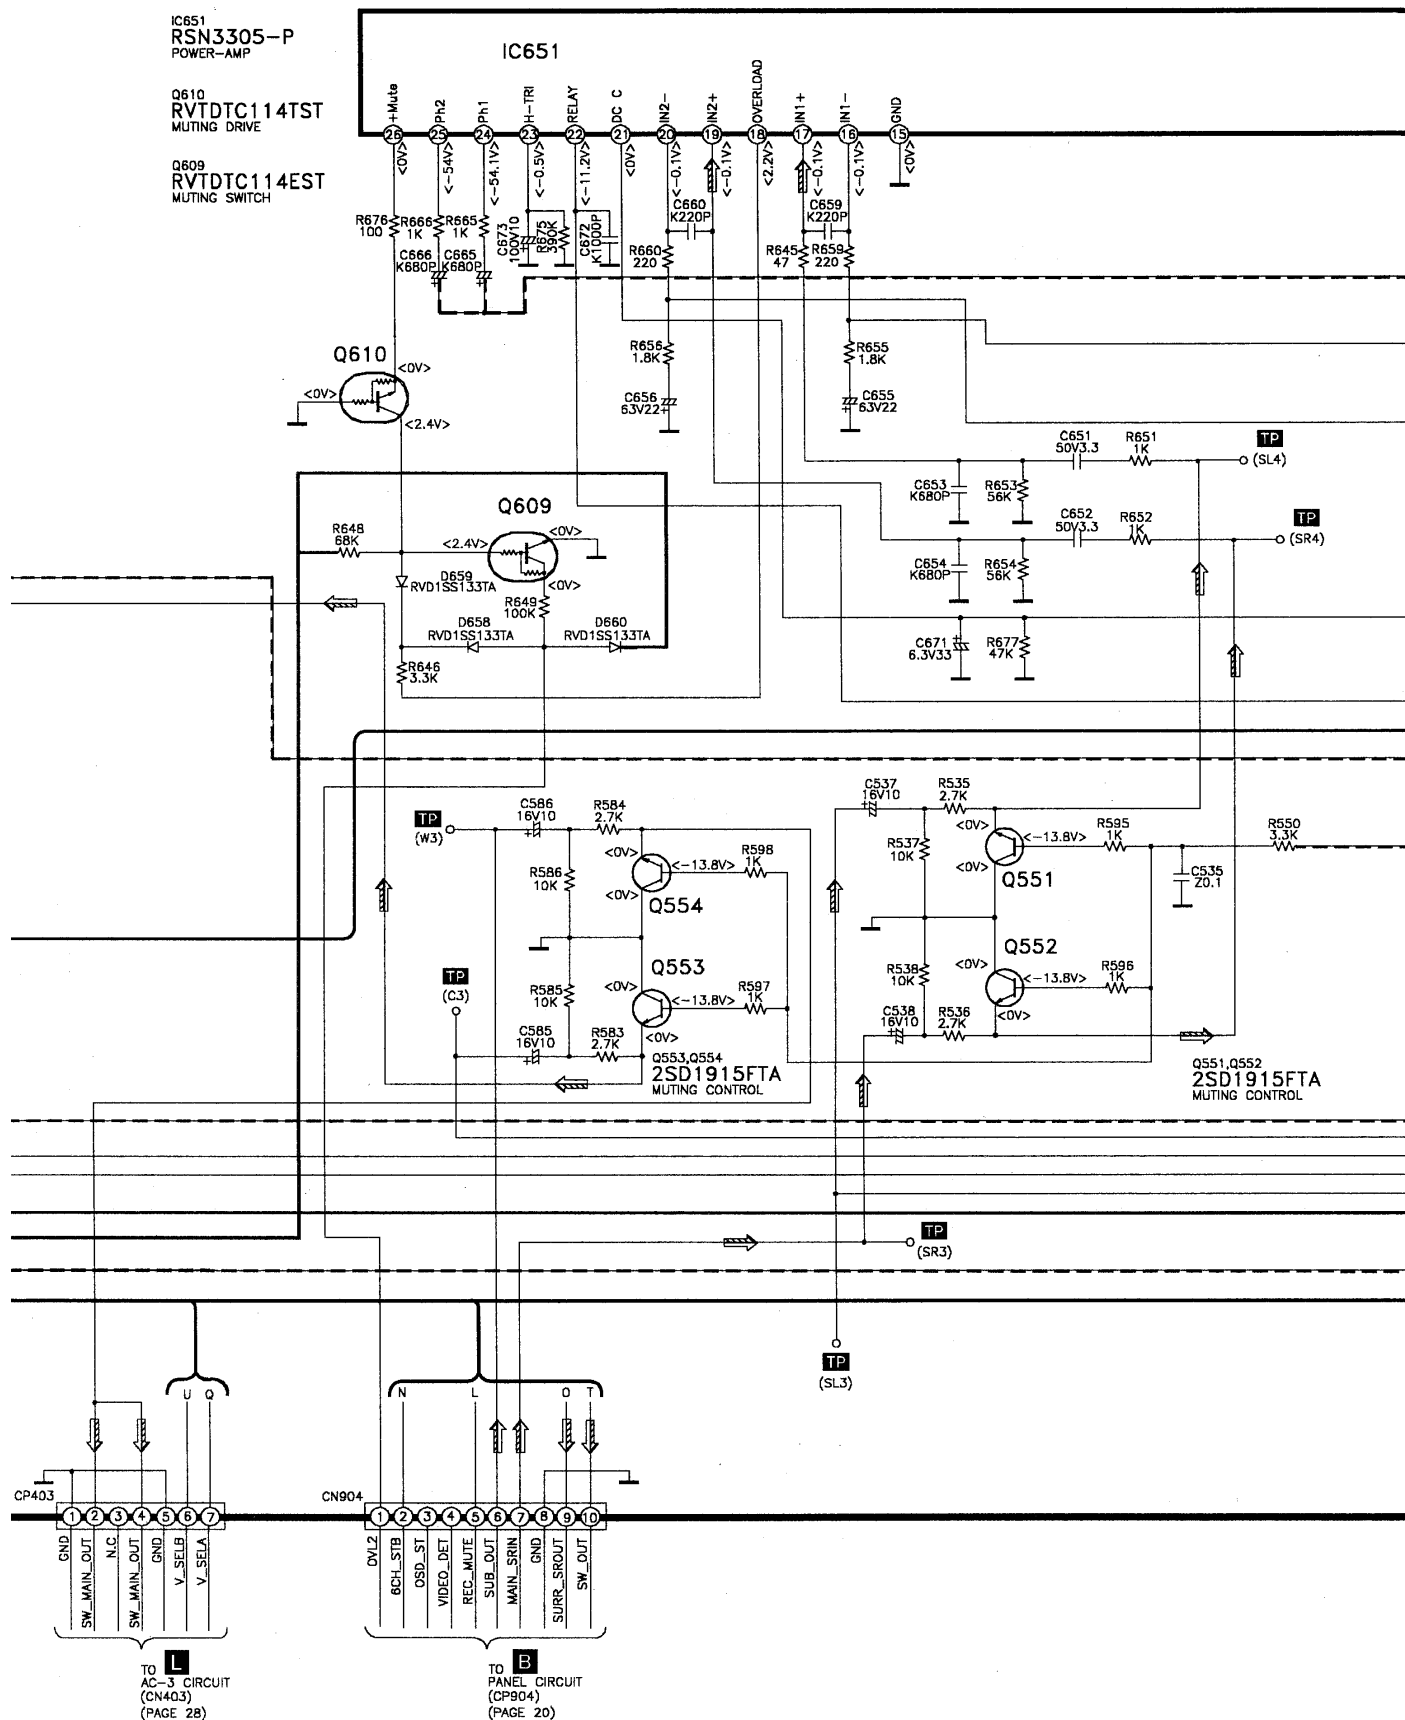 IC651
RSN3305-P
POWER-AMP
Q610
RVTDTC114TST
MUTING DRIVE
Q609
RVTDTC114EST
MUTING SWITCH
IC651
+Mute
Ph2
Ph1
H-TRI
RELAY
DC C
IN2-
IN2+
OVERLOAD
IN1+
IN1-
GND
26 25 24 23 22 21 20 19 18 17 16 15
<0V>
<-54V>
<-54.1V>
<-0.5V>
<-11.2V>
<0V>
<-0.1V>
<-0.1V>
<2.2V>
<-0.1V>
<-0.1V>
<0V>
R676
100
R666
1K
R665
1K
C666
K680P
C665
K680P
C673
100V10
R675
390K
C672
K1000P
C660
K220P
R660
220
C659
K220P
R645
47
R659
220
R656
1.8K
C656
63V22
R655
1.8K
C655
63V22
Q610
<0V>
<0V>
<2.4V>
C651
50V3.3
R651
1K
TP
(SL4)
C653
K680P
R653
56K
C652
50V3.3
R652
1K
TP
(SR4)
C654
K680P
R654
56K
Q609
<0V>
<2.4V>
<0V>
R648
68K
D659
RVD1SS133TA
R649
100K
D658
RVD1SS133TA
D660
RVD1SS133TA
R646
3.3K
C671
6.3V33
R677
47K
TP
(W3)
C586
16V10
R584
2.7K
<0V>
<-13.8V>
R598
1K
R586
10K
<0V>
Q554
Q553
<0V>
<-13.8V>
R597
1K
R585
10K
<0V>
TP
(C3)
C585
16V10
R583
2.7K
Q553,Q554
2SD1915FTA
MUTING CONTROL
C537
16V10
R535
2.7K
<0V>
<-13.8V>
R595
1K
R550
3.3K
R537
10K
<0V>
Q551
C535
Z0.1
Q552
<0V>
<-13.8V>
R596
1K
R538
10K
<0V>
C538
16V10
R536
2.7K
Q551,Q552
2SD1915FTA
MUTING CONTROL
TP
(SR3)
TP
(SL3)
U Q
N L O T
CP403
1 2 3 4 5 6 7
GND
SW_MAIN_OUT
N.C
SW_MAIN_OUT
GND
V_SELB
V_SELA
TO L
AC-3 CIRCUIT
(CN403)
(PAGE 28)
CN904
1 2 3 4 5 6 7 8 9 10
OVL2
6CH_STB
OSD_ST
VIDEO_DET
REC_MUTE
SUB_OUT
MAIN_SRIN
GND
SURR_SROUT
SW_OUT
TO B
PANEL CIRCUIT
(CP904)
(PAGE 20)